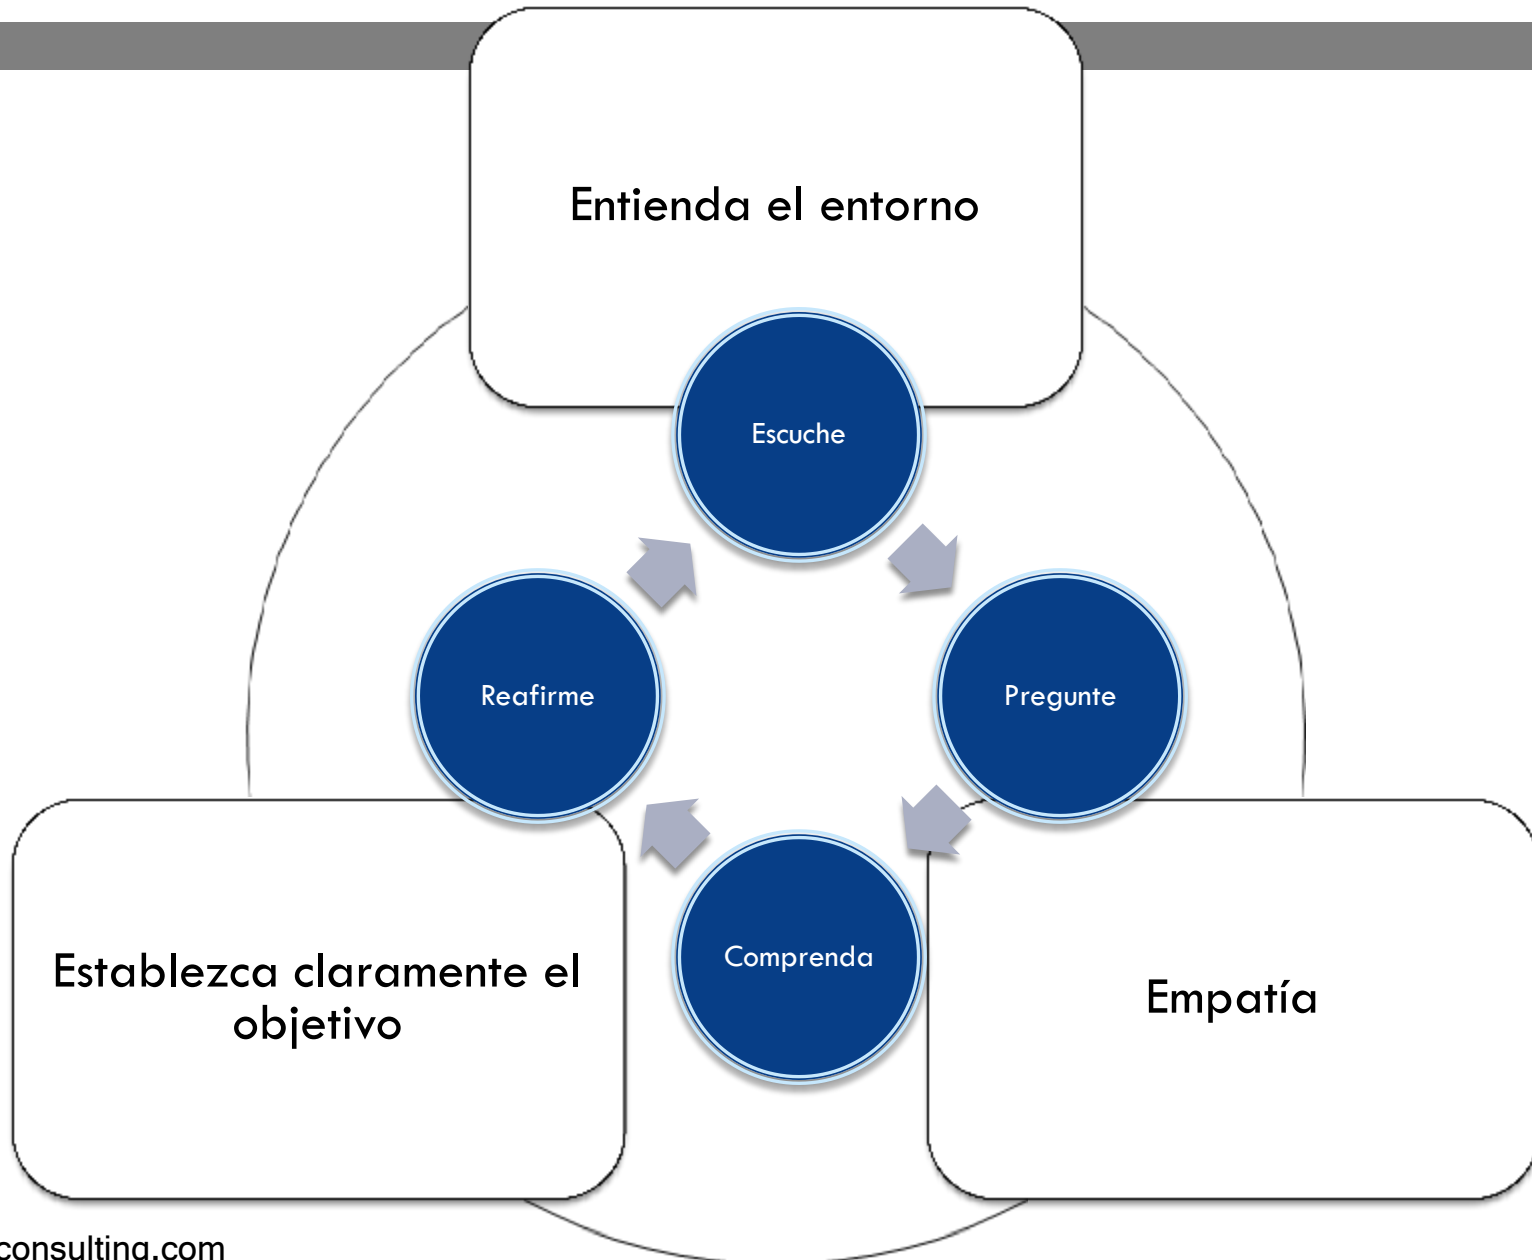 Entienda el entorno
Escuche
Reafirme
Pregunte
Comprenda
Establezca claramente el
objetivo
Empatía
consulting.com